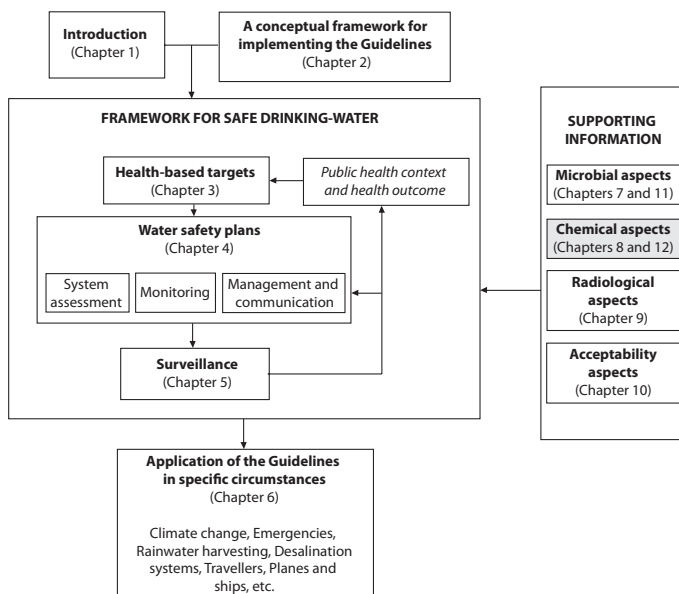 Introduction
(Chapter 1)
A conceptual framework for
implementing the Guidelines
(Chapter 2)
FRAMEWORK FOR SAFE DRINKING-WATER
Health-based targets
(Chapter 3)
Public health context
and health outcome
Water safety plans
(Chapter 4)
System
assessment
Monitoring
Management and
communication
Surveillance
(Chapter 5)
SUPPORTING
INFORMATION
Microbial aspects
(Chapters 7 and 11)
Chemical aspects
(Chapters 8 and 12)
Radiological
aspects
(Chapter 9)
Acceptability
aspects
(Chapter 10)
Application of the Guidelines
in specific circumstances
(Chapter 6)
Climate change, Emergencies,
Rainwater harvesting, Desalination
systems, Travellers, Planes and
ships, etc.